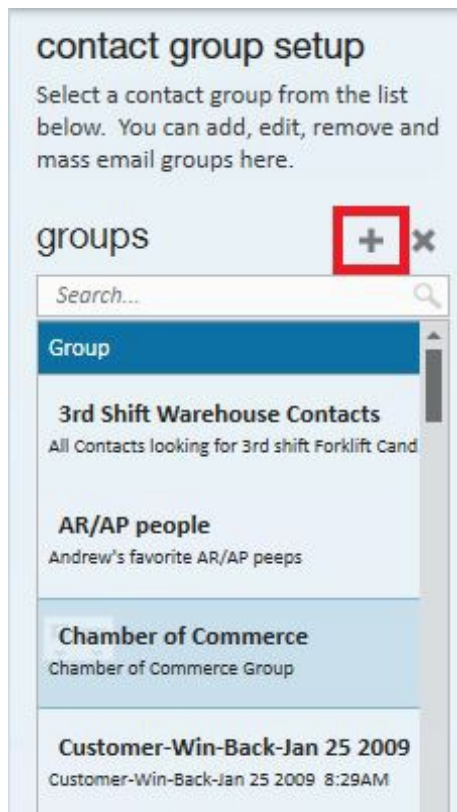 contact group setup
Select a contact group from the list
below. You can add, edit, remove and
mass email groups here.
groups
Search...
Group
3rd Shift Warehouse Contacts
All Contacts looking for 3rd shift Forklift Cand
AR/AP people
Andrew's favorite AR/AP peeps
Chamber of Commerce
Chamber of Commerce Group
Customer-Win-Back-Jan 25 2009
Customer-Win-Back-Jan 25 2009 8:29AM